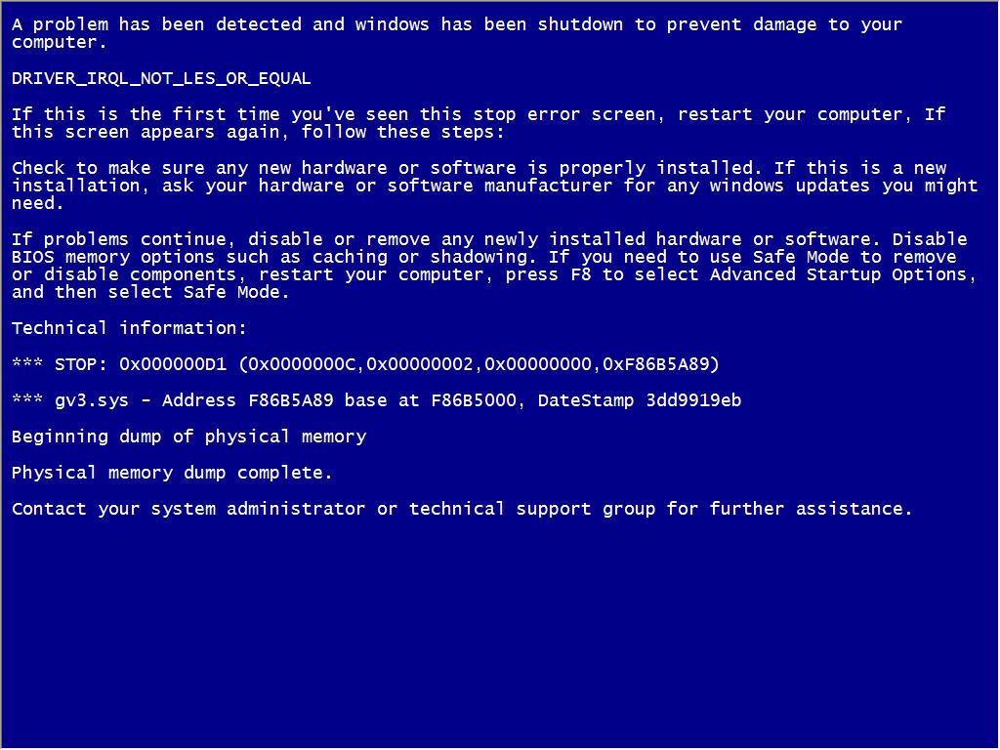 A problem has been detected and windows has been shutdown to prevent damage to your
computer.
DRIVER_IRQL_NOT_LES_OR_EQUAL
If this is the first time you've seen this stop error screen, restart your computer, If
this screen appears again, follow these steps:
Check to make sure any new hardware or software is properly installed. If this is a new
installation, ask your hardware or software manufacturer for any windows updates you might
need.
If problems continue, disable or remove any newly installed hardware or software. Disable
BIOS memory options such as caching or shadowing. If you need to use Safe Mode to remove
or disable components, restart your computer, press F8 to select Advanced Startup Options,
and then select Safe Mode.
Technical information:
*** STOP: 0x000000D1 (0x0000000C,0x00000002,0x00000000,0xF86B5A89)
*** gv3.sys - Address F86B5A89 base at F86B5000, DateStamp 3dd9919eb
Beginning dump of physical memory
Physical memory dump complete.
Contact your system administrator or technical support group for further assistance.